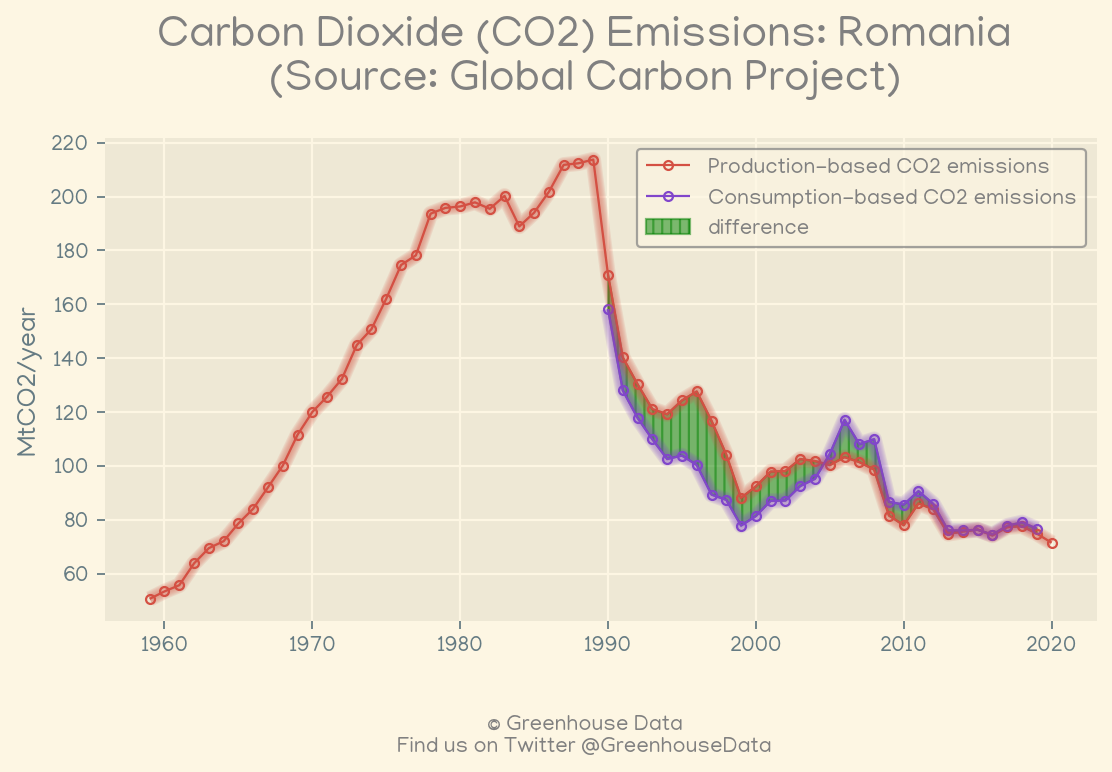 Carbon Dioxide (CO2) Emissions: Romania
(Source: Global Carbon Project)
220
200
180
160
140
120
100
80
60
MtCO2/year
Production-based CO2 emissions
Consumption-based CO2 emissions
difference
1960 1970 1980 1990 2000 2010 2020
© Greenhouse Data
Find us on Twitter @GreenhouseData